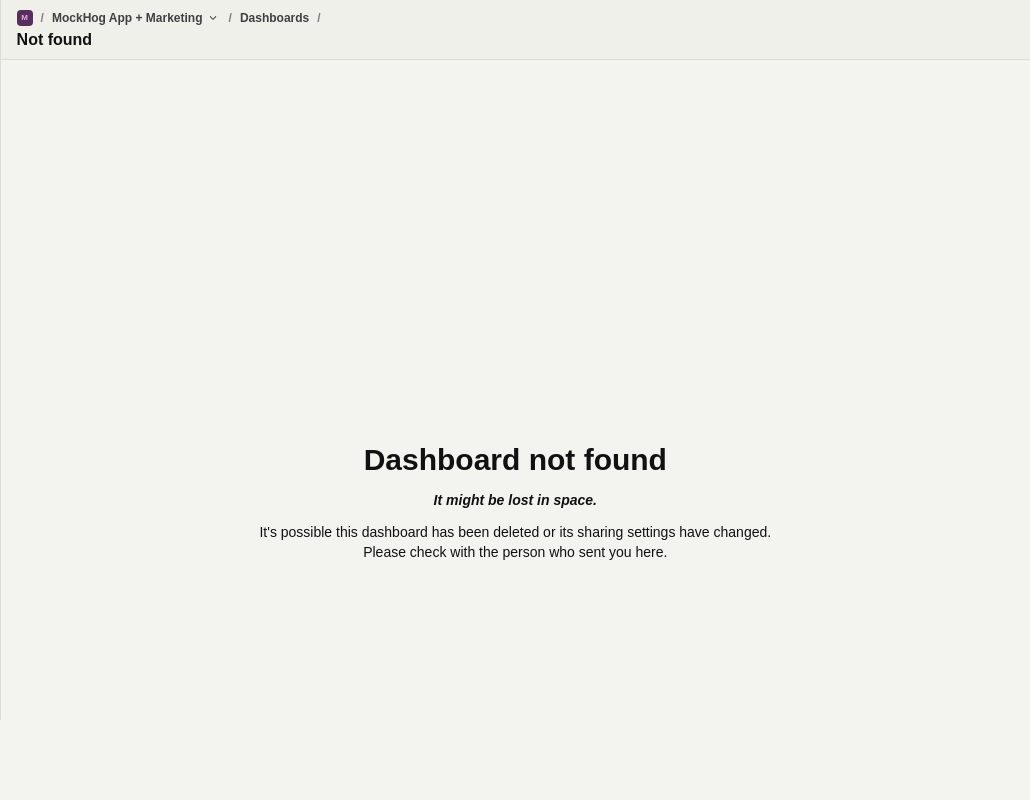 M / MockHog App + Marketing / Dashboards /
Not found
Dashboard not found
It might be lost in space.
It's possible this dashboard has been deleted or its sharing settings have changed.
Please check with the person who sent you here.